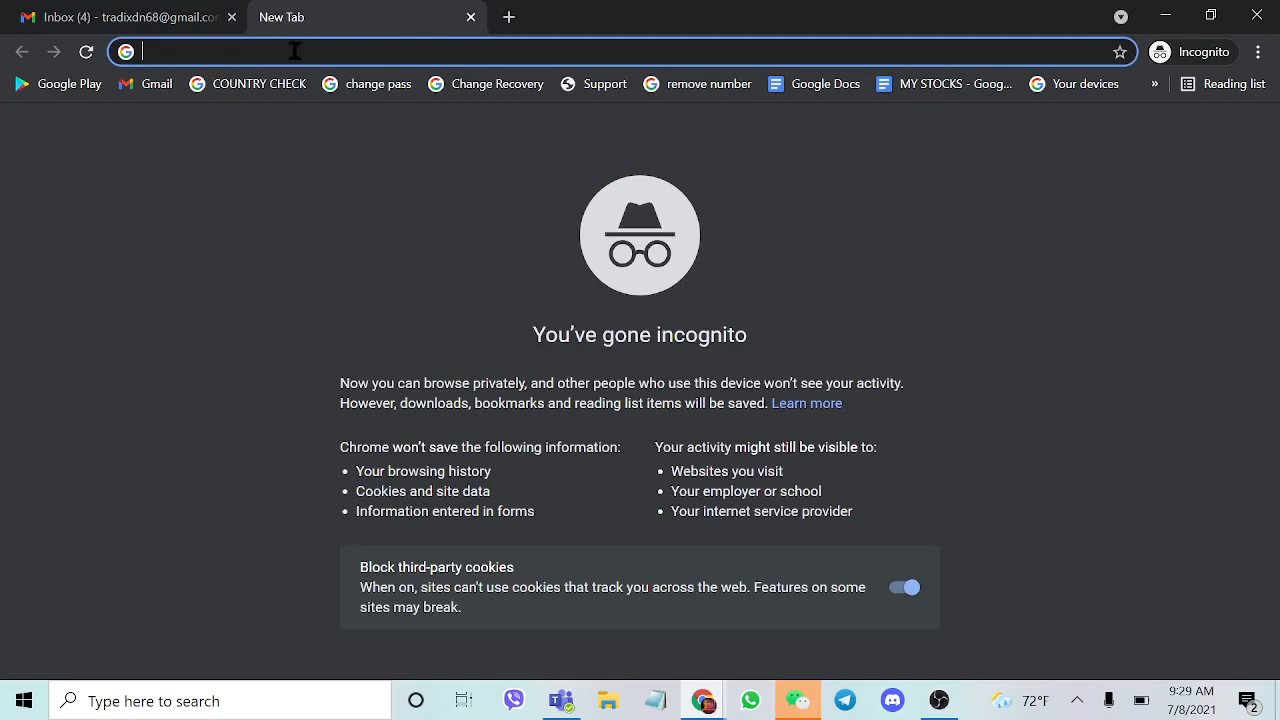 Inbox (4) - tradixdn68@gmail.con
New Tab
Incognito
Google Play
Gmail
COUNTRY CHECK
change pass
Change Recovery
Support
remove number
Google Docs
MY STOCKS - Goog...
Your devices
»
Reading list
You've gone incognito
Now you can browse privately, and other people who use this device won't see your activity.
However, downloads, bookmarks and reading list items will be saved. Learn more
Chrome won't save the following information:
• Your browsing history
• Cookies and site data
• Information entered in forms
Your activity might still be visible to:
• Websites you visit
• Your employer or school
• Your internet service provider
Block third-party cookies
When on, sites can't use cookies that track you across the web. Features on some
sites may break.
Type here to search
72°F
9:29 AM
7/8/2021
2